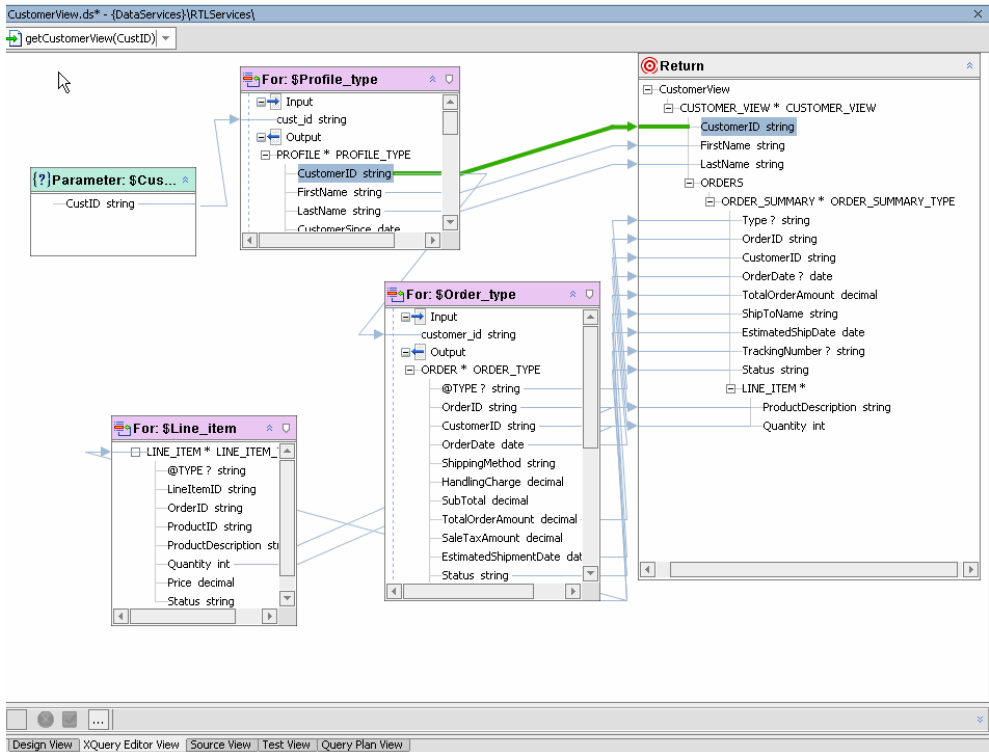 CustomerView.ds* - {DataServices}\RTLServices\
getCustomerView(CustID)
For: $Profile_type
Input
cust_id string
Output
PROFILE * PROFILE_TYPE
CustomerID string
FirstName string
LastName string
CustomerSince date
{?}Parameter: $Cus...
CustID string
Return
CustomerView
CUSTOMER_VIEW * CUSTOMER_VIEW
CustomerID string
FirstName string
LastName string
ORDERS
ORDER_SUMMARY * ORDER_SUMMARY_TYPE
Type ? string
OrderID string
CustomerID string
OrderDate ? date
TotalOrderAmount decimal
ShipToName string
EstimatedShipDate date
TrackingNumber ? string
Status string
LINE_ITEM *
ProductDescription string
Quantity int
For: $Order_type
Input
customer_id string
Output
ORDER * ORDER_TYPE
@TYPE ? string
OrderID string
CustomerID string
OrderDate date
ShippingMethod string
HandlingCharge decimal
SubTotal decimal
TotalOrderAmount decimal
SaleTaxAmount decimal
EstimatedShipmentDate dat
Status string
For: $Line_item
LINE_ITEM * LINE_ITEM_
@TYPE ? string
LineItemID string
OrderID string
ProductID string
ProductDescription stri
Quantity int
Price decimal
Status string
...
Design View XQuery Editor View Source View Test View Query Plan View